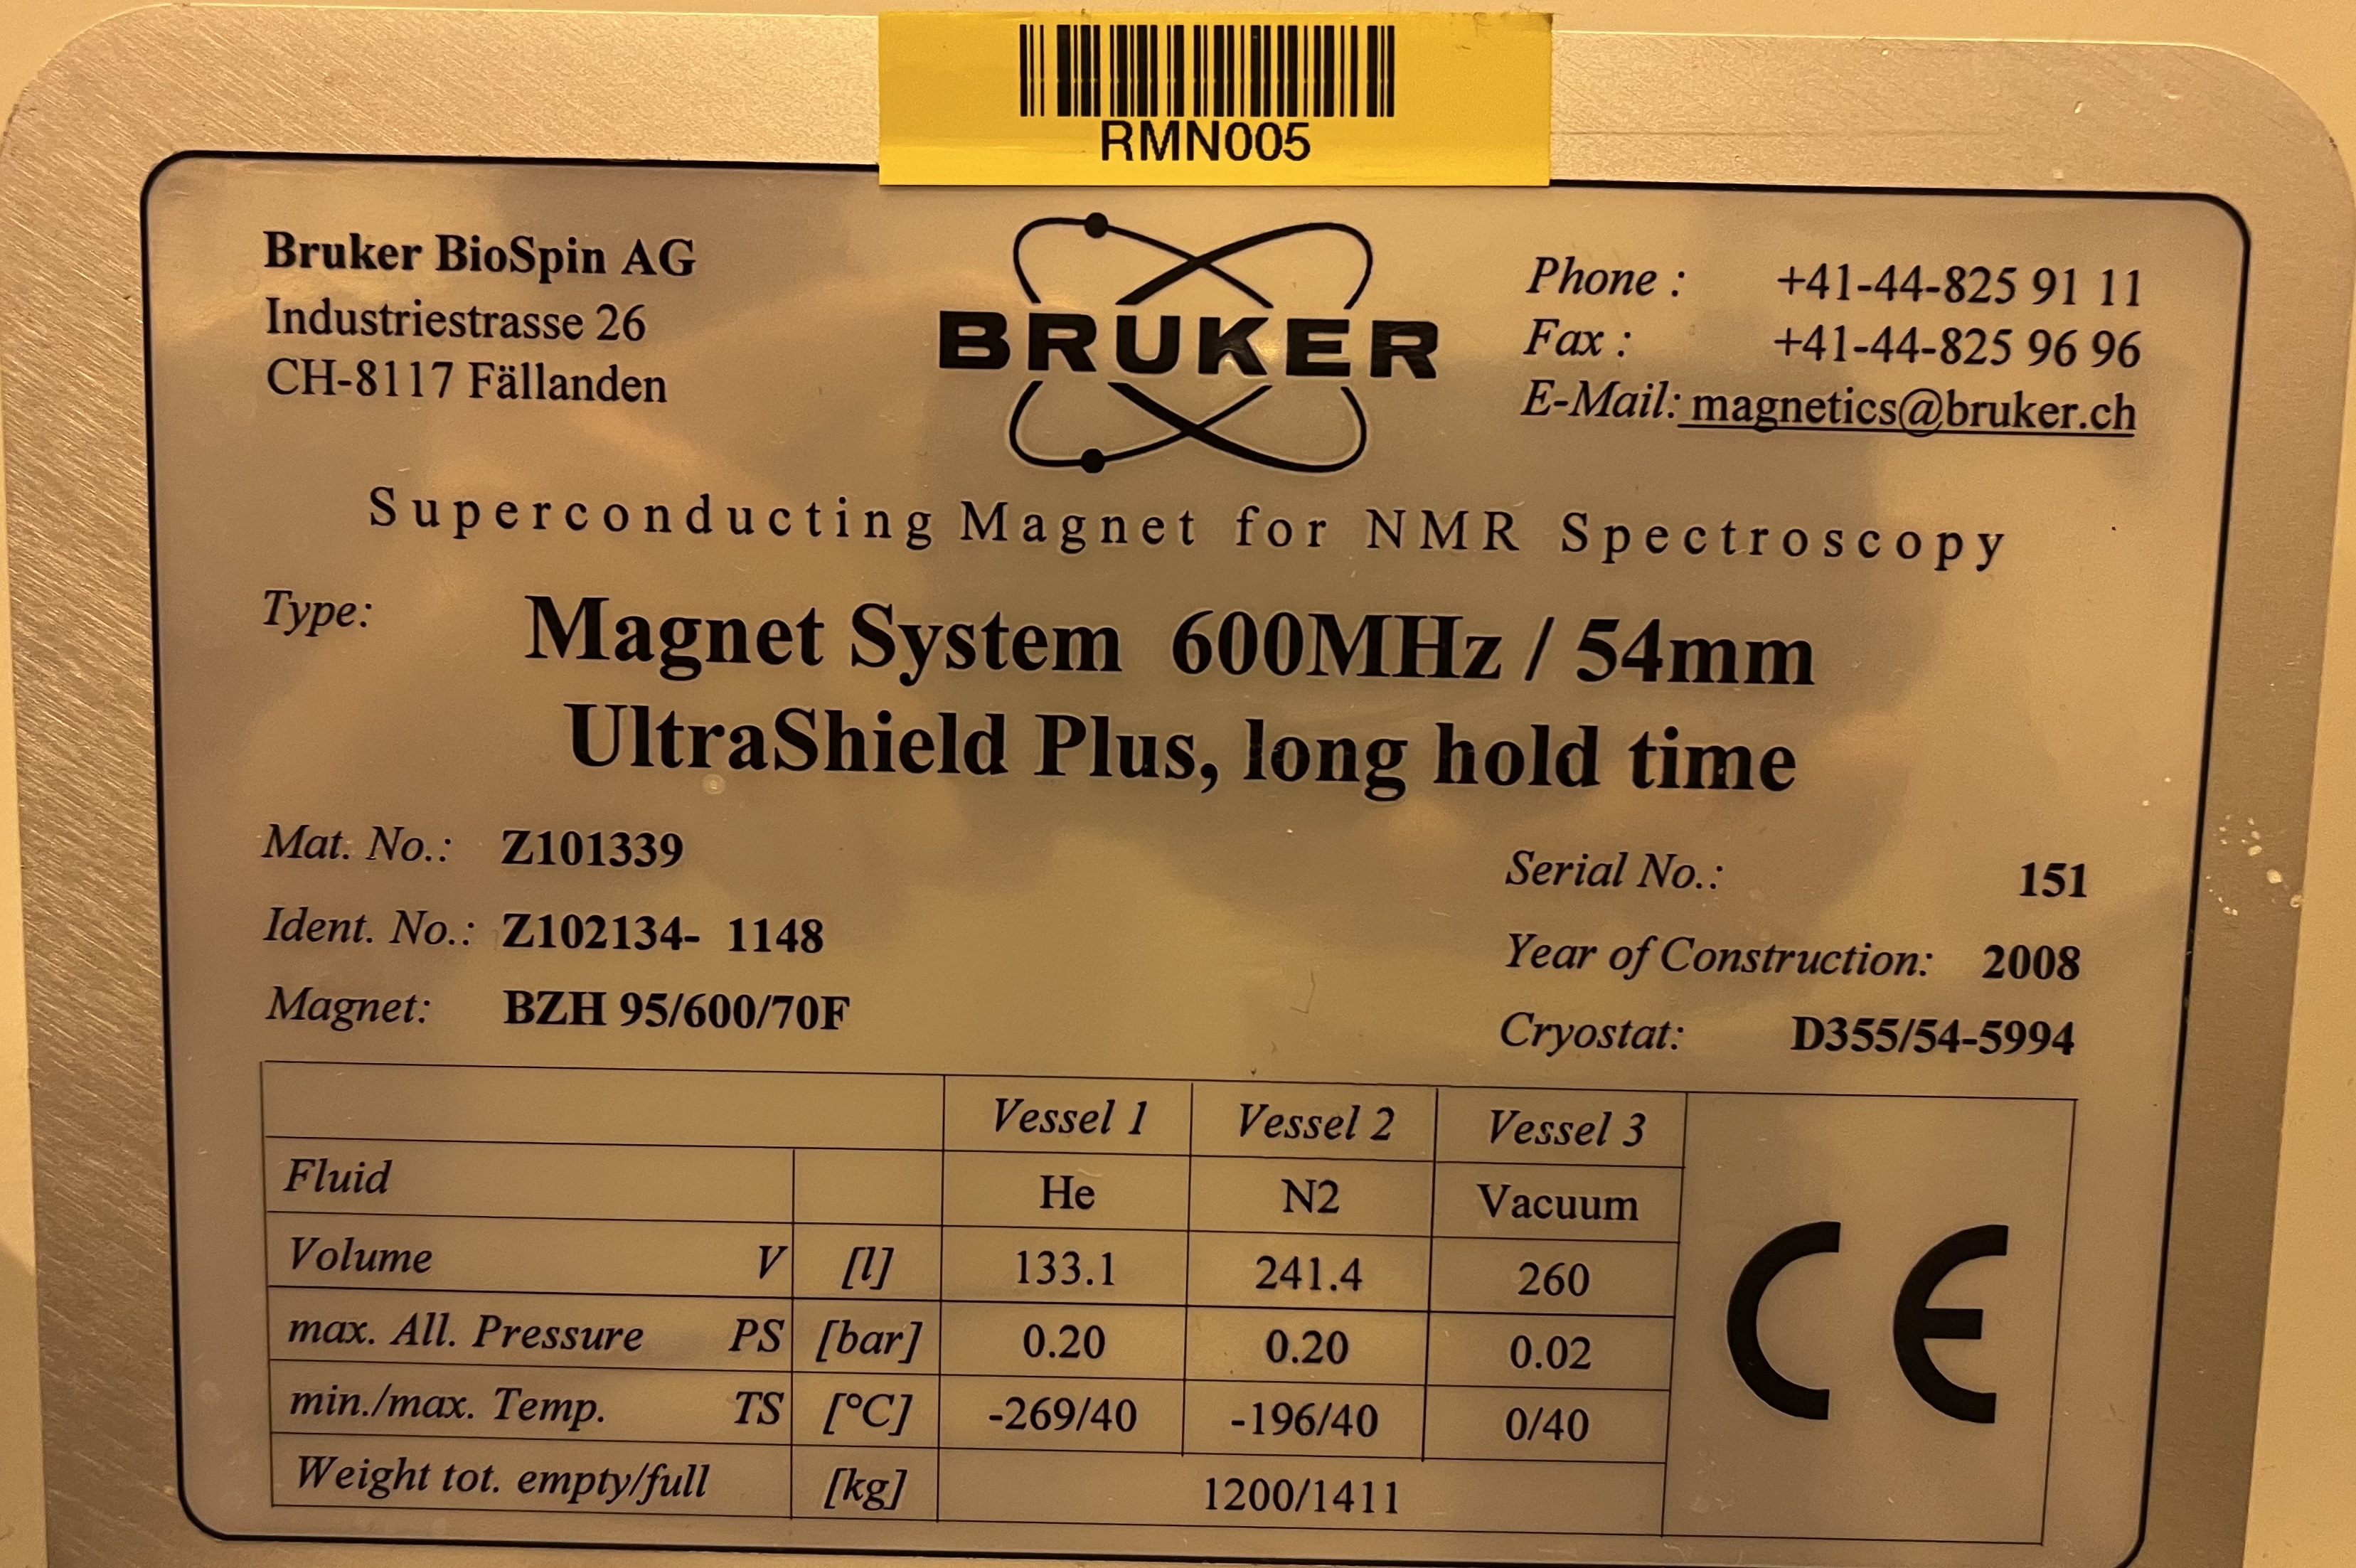 RMN005
Bruker BioSpin AG
Industriestrasse 26
CH-8117 Fällanden
BRUKER
Phone : +41-44-825 91 11
Fax : +41-44-825 96 96
E-Mail: magnetics@bruker.ch
Superconducting Magnet for NMR Spectroscopy
Type: Magnet System 600MHz / 54mm
UltraShield Plus, long hold time
Mat. No.: Z101339
Ident. No.: Z102134- 1148
Magnet: BZH 95/600/70F
Serial No.: 151
Year of Construction: 2008
Cryostat: D355/54-5994
Vessel 1 Vessel 2 Vessel 3
Fluid He N2 Vacuum
Volume V [l] 133.1 241.4 260
max. All. Pressure PS [bar] 0.20 0.20 0.02
min./max. Temp. TS [°C] -269/40 -196/40 0/40
Weight tot. empty/full [kg] 1200/1411
CE